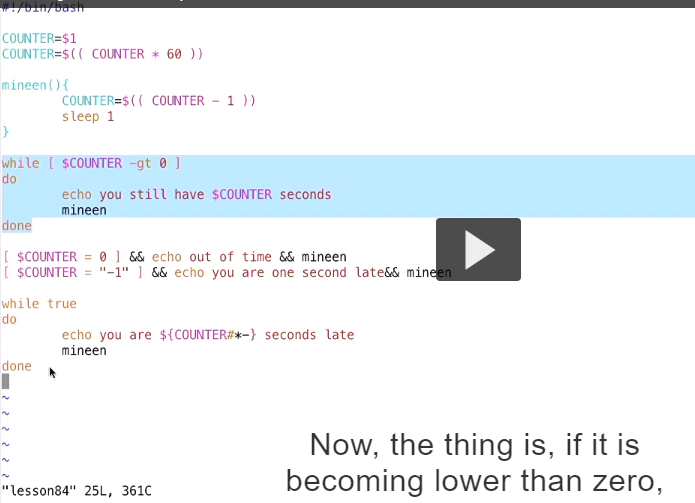 #!/bin/bash
COUNTER=$1
COUNTER=$(( COUNTER * 60 ))
mineen(){
COUNTER=$(( COUNTER - 1 ))
sleep 1
}
while [ $COUNTER -gt 0 ]
do
echo you still have $COUNTER seconds
mineen
done
[ $COUNTER = 0 ] && echo out of time && mineen
[ $COUNTER = "-1" ] && echo you are one second late&& mineen
while true
do
echo you are ${COUNTER#*-} seconds late
mineen
done
~
~
~
~
~
~
"lesson84" 25L, 361C
Now, the thing is, if it is
becoming lower than zero,